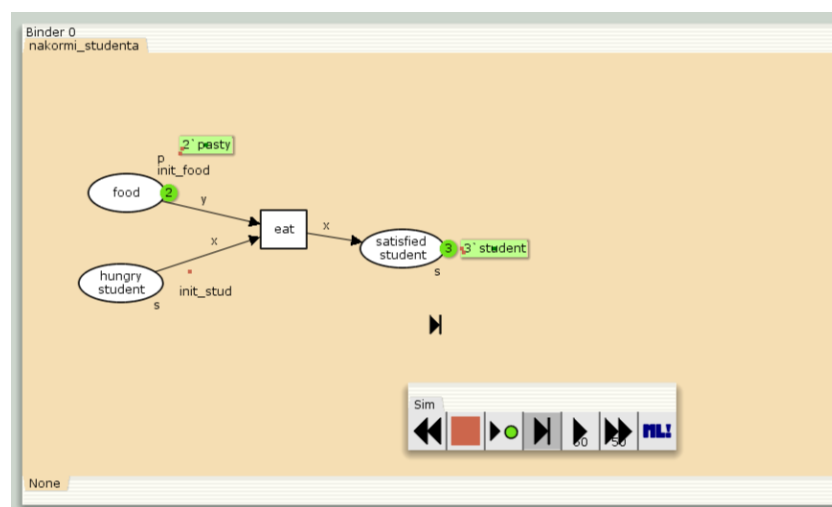 Binder 0
nakormi_studenta
2`pasty
p
init_food
food
2
y
eat
x
x
satisfied
student
3
3`student
s
hungry
student
s
init_stud
Sim
50
50
ML!
None